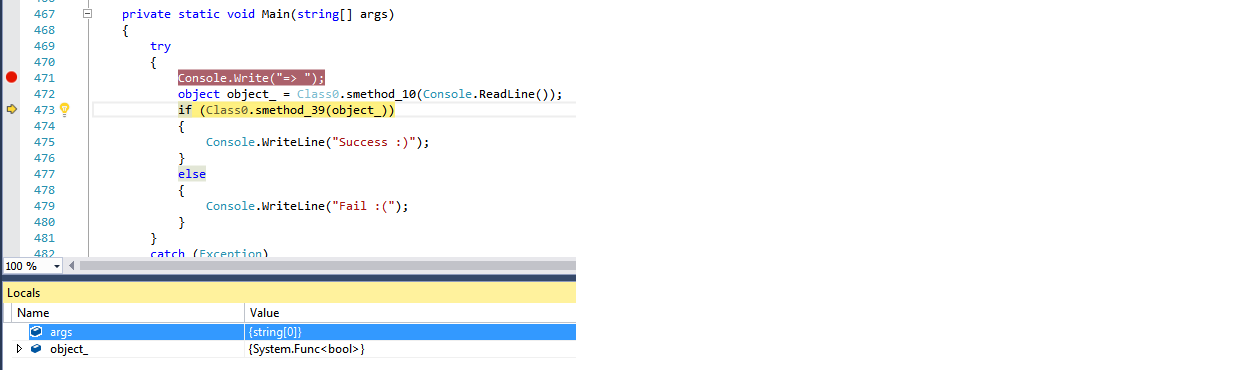 467 private static void Main(string[] args)
468 {
469 try
470 {
471 Console.Write("=> ");
472 object object_ = Class0.smethod_10(Console.ReadLine());
473 if (Class0.smethod_39(object_))
474 {
475 Console.WriteLine("Success :)");
476 }
477 else
478 {
479 Console.WriteLine("Fail :(");
480 }
481 }
482 catch (Exception)
100 %
Locals
Name Value
args {string[0]}
object_ {System.Func<bool>}